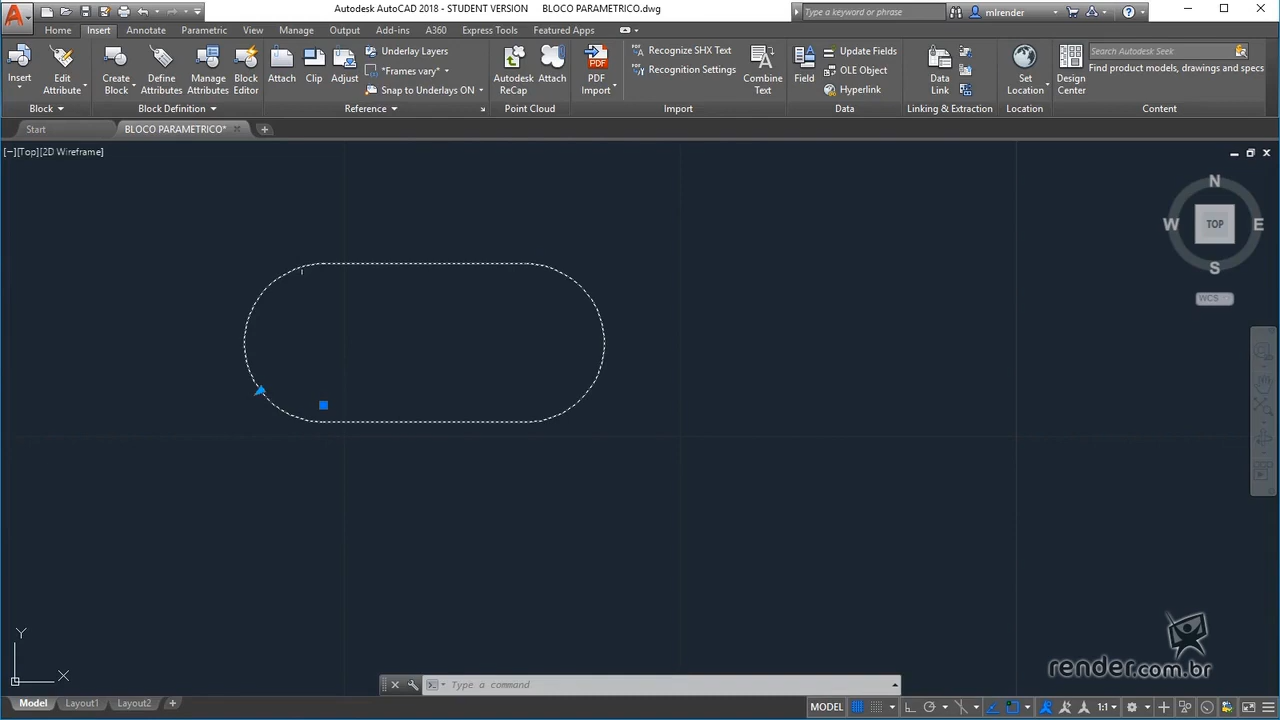 Autodesk AutoCAD 2018 - STUDENT VERSION BLOCO PARAMETRICO.dwg
Type a keyword or phrase
mlrender
Home Insert Annotate Parametric View Manage Output Add-ins A360 Express Tools Featured Apps
Insert
Edit Attribute
Create Block
Define Attributes
Manage Attributes
Block Editor
Attach
Clip
Adjust
Underlay Layers
*Frames vary*
Snap to Underlays ON
Autodesk ReCap
Attach
PDF
PDF Import
Recognize SHX Text
Recognition Settings
Combine Text
Field
Update Fields
OLE Object
Hyperlink
Data Link
Set Location
Design Center
Search Autodesk Seek
Find product models, drawings and specs
Block Block Definition Reference Point Cloud Import Data Linking & Extraction Location Content
Start BLOCO PARAMETRICO*
[−][Top][2D Wireframe]
N
W TOP E
S
WCS
Y
X
render.com.br
Type a command
Model Layout1 Layout2
MODEL 1:1